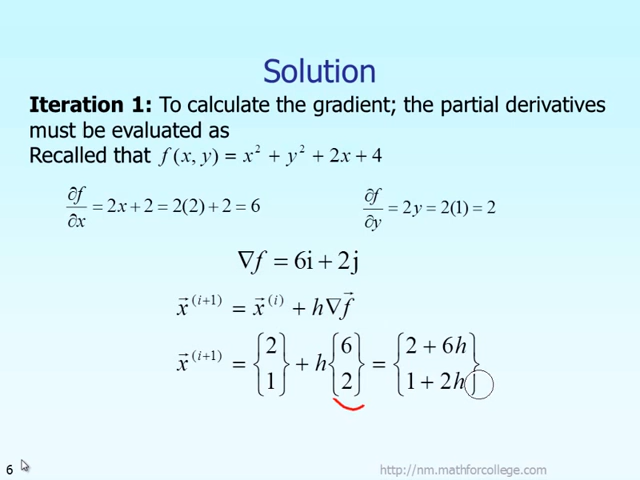 Solution
Iteration 1: To calculate the gradient; the partial derivatives
must be evaluated as
Recalled that f(x, y) = x² + y² + 2x + 4
∂f/∂x = 2x + 2 = 2(2) + 2 = 6 ∂f/∂y = 2y = 2(1) = 2
∇f = 6i + 2j
x⃗^(i+1) = x⃗^(i) + h∇f⃗
x⃗^(i+1) = {2 1} + h{6 2} = {2 + 6h 1 + 2h}
6 http://nm.mathforcollege.com